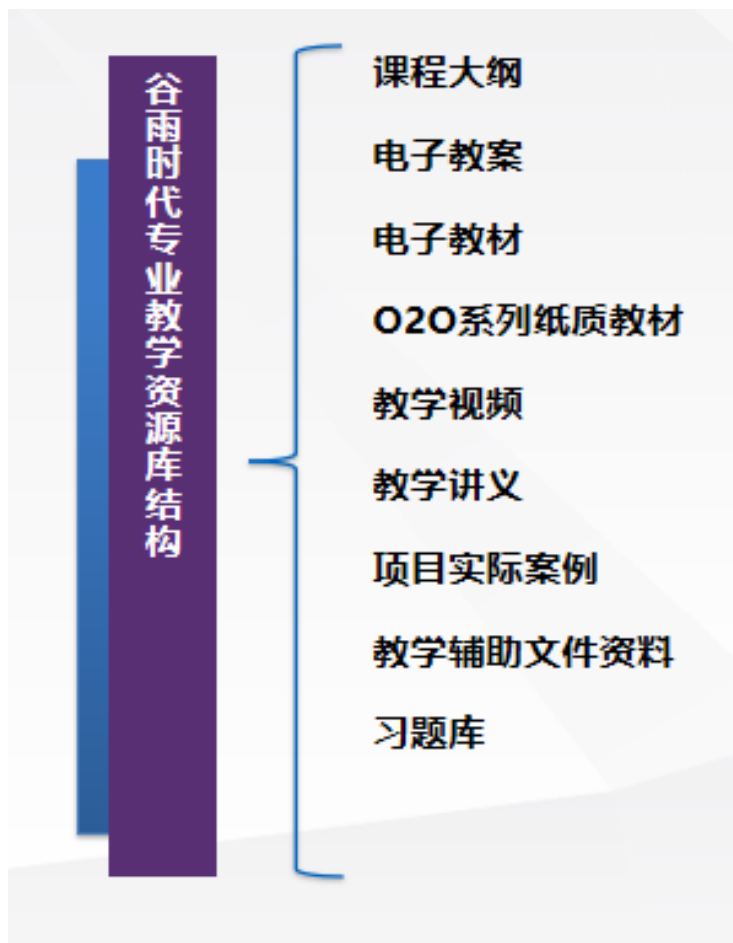 谷雨时代专业教学资源库结构
课程大纲
电子教案
电子教材
O2O系列纸质教材
教学视频
教学讲义
项目实际案例
教学辅助文件资料
习题库